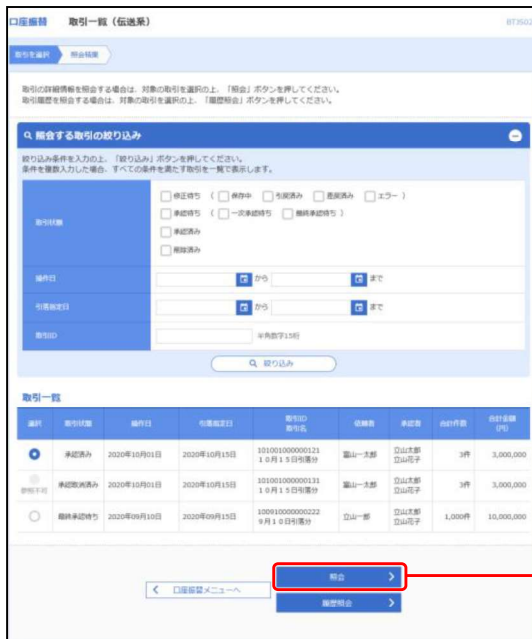 口座振替 取引一覧（伝送系） BTJS02
取引を選択 照会結果
取引の詳細情報を照会する場合は、対象の取引を選択の上、「照会」ボタンを押してください。
取引履歴を照会する場合は、対象の取引を選択の上、「履歴照会」ボタンを押してください。
照会する取引の絞り込み
絞り込み条件を入力の上、「絞り込み」ボタンを押してください。
条件を複数入力した場合、すべての条件を満たす取引を一覧で表示します。
取引状態
修正待ち （ 保存中 引戻済み 差戻済み エラー ）
承認待ち （ 一次承認待ち 最終承認待ち ）
承認済み
削除済み
操作日 から まで
引落指定日 から まで
取引ID 半角数字15桁
絞り込み
取引一覧
選択 取引状態 操作日 引落指定日 取引ID 取引名 依頼者 承認者 合計件数 合計金額 (円)
承認済み 2020年10月01日 2020年10月15日 101001000000121 富山一太郎 立山太郎 3件 3,000,000
１０月１５日引落分 立山花子
参照不可 承認取消済み 2020年10月01日 2020年10月15日 101001000000131 富山一太郎 立山太郎 3件 3,000,000
１０月１５日引落分 立山花子
最終承認待ち 2020年09月10日 2020年09月15日 100910000000222 立山一郎 立山太郎 1,000件 10,000,000
９月１０日引落分 立山花子
照会
口座振替メニューへ
履歴照会